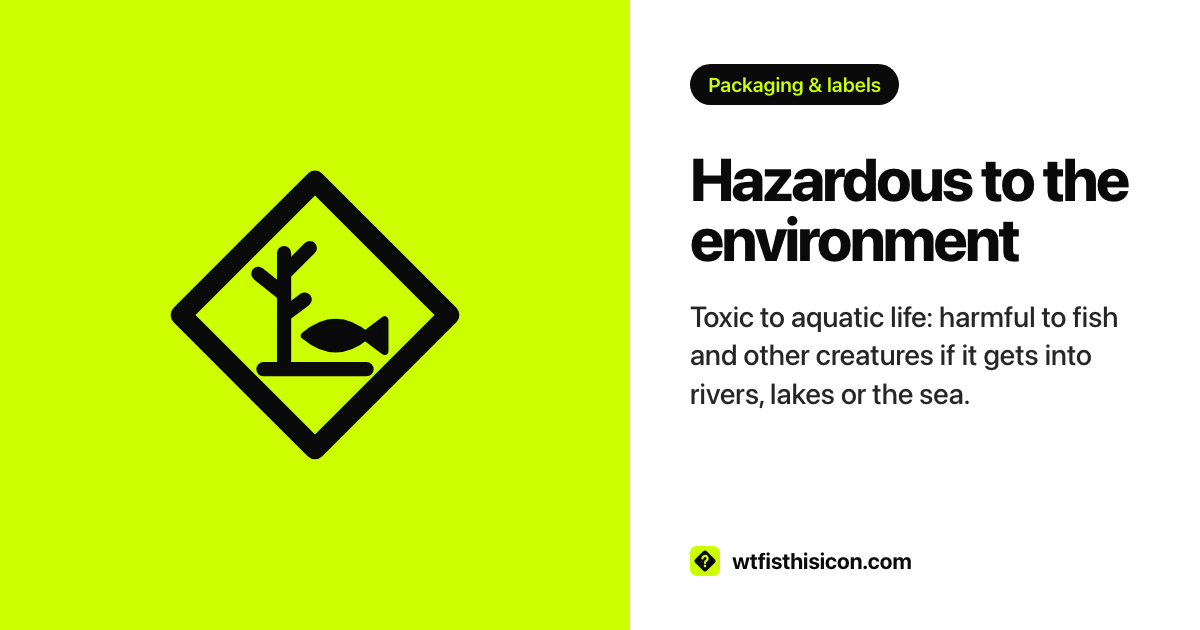 Packaging & labels
Hazardous to the
environment
Toxic to aquatic life: harmful to fish
and other creatures if it gets into
rivers, lakes or the sea.
?
wtfisthisicon.com